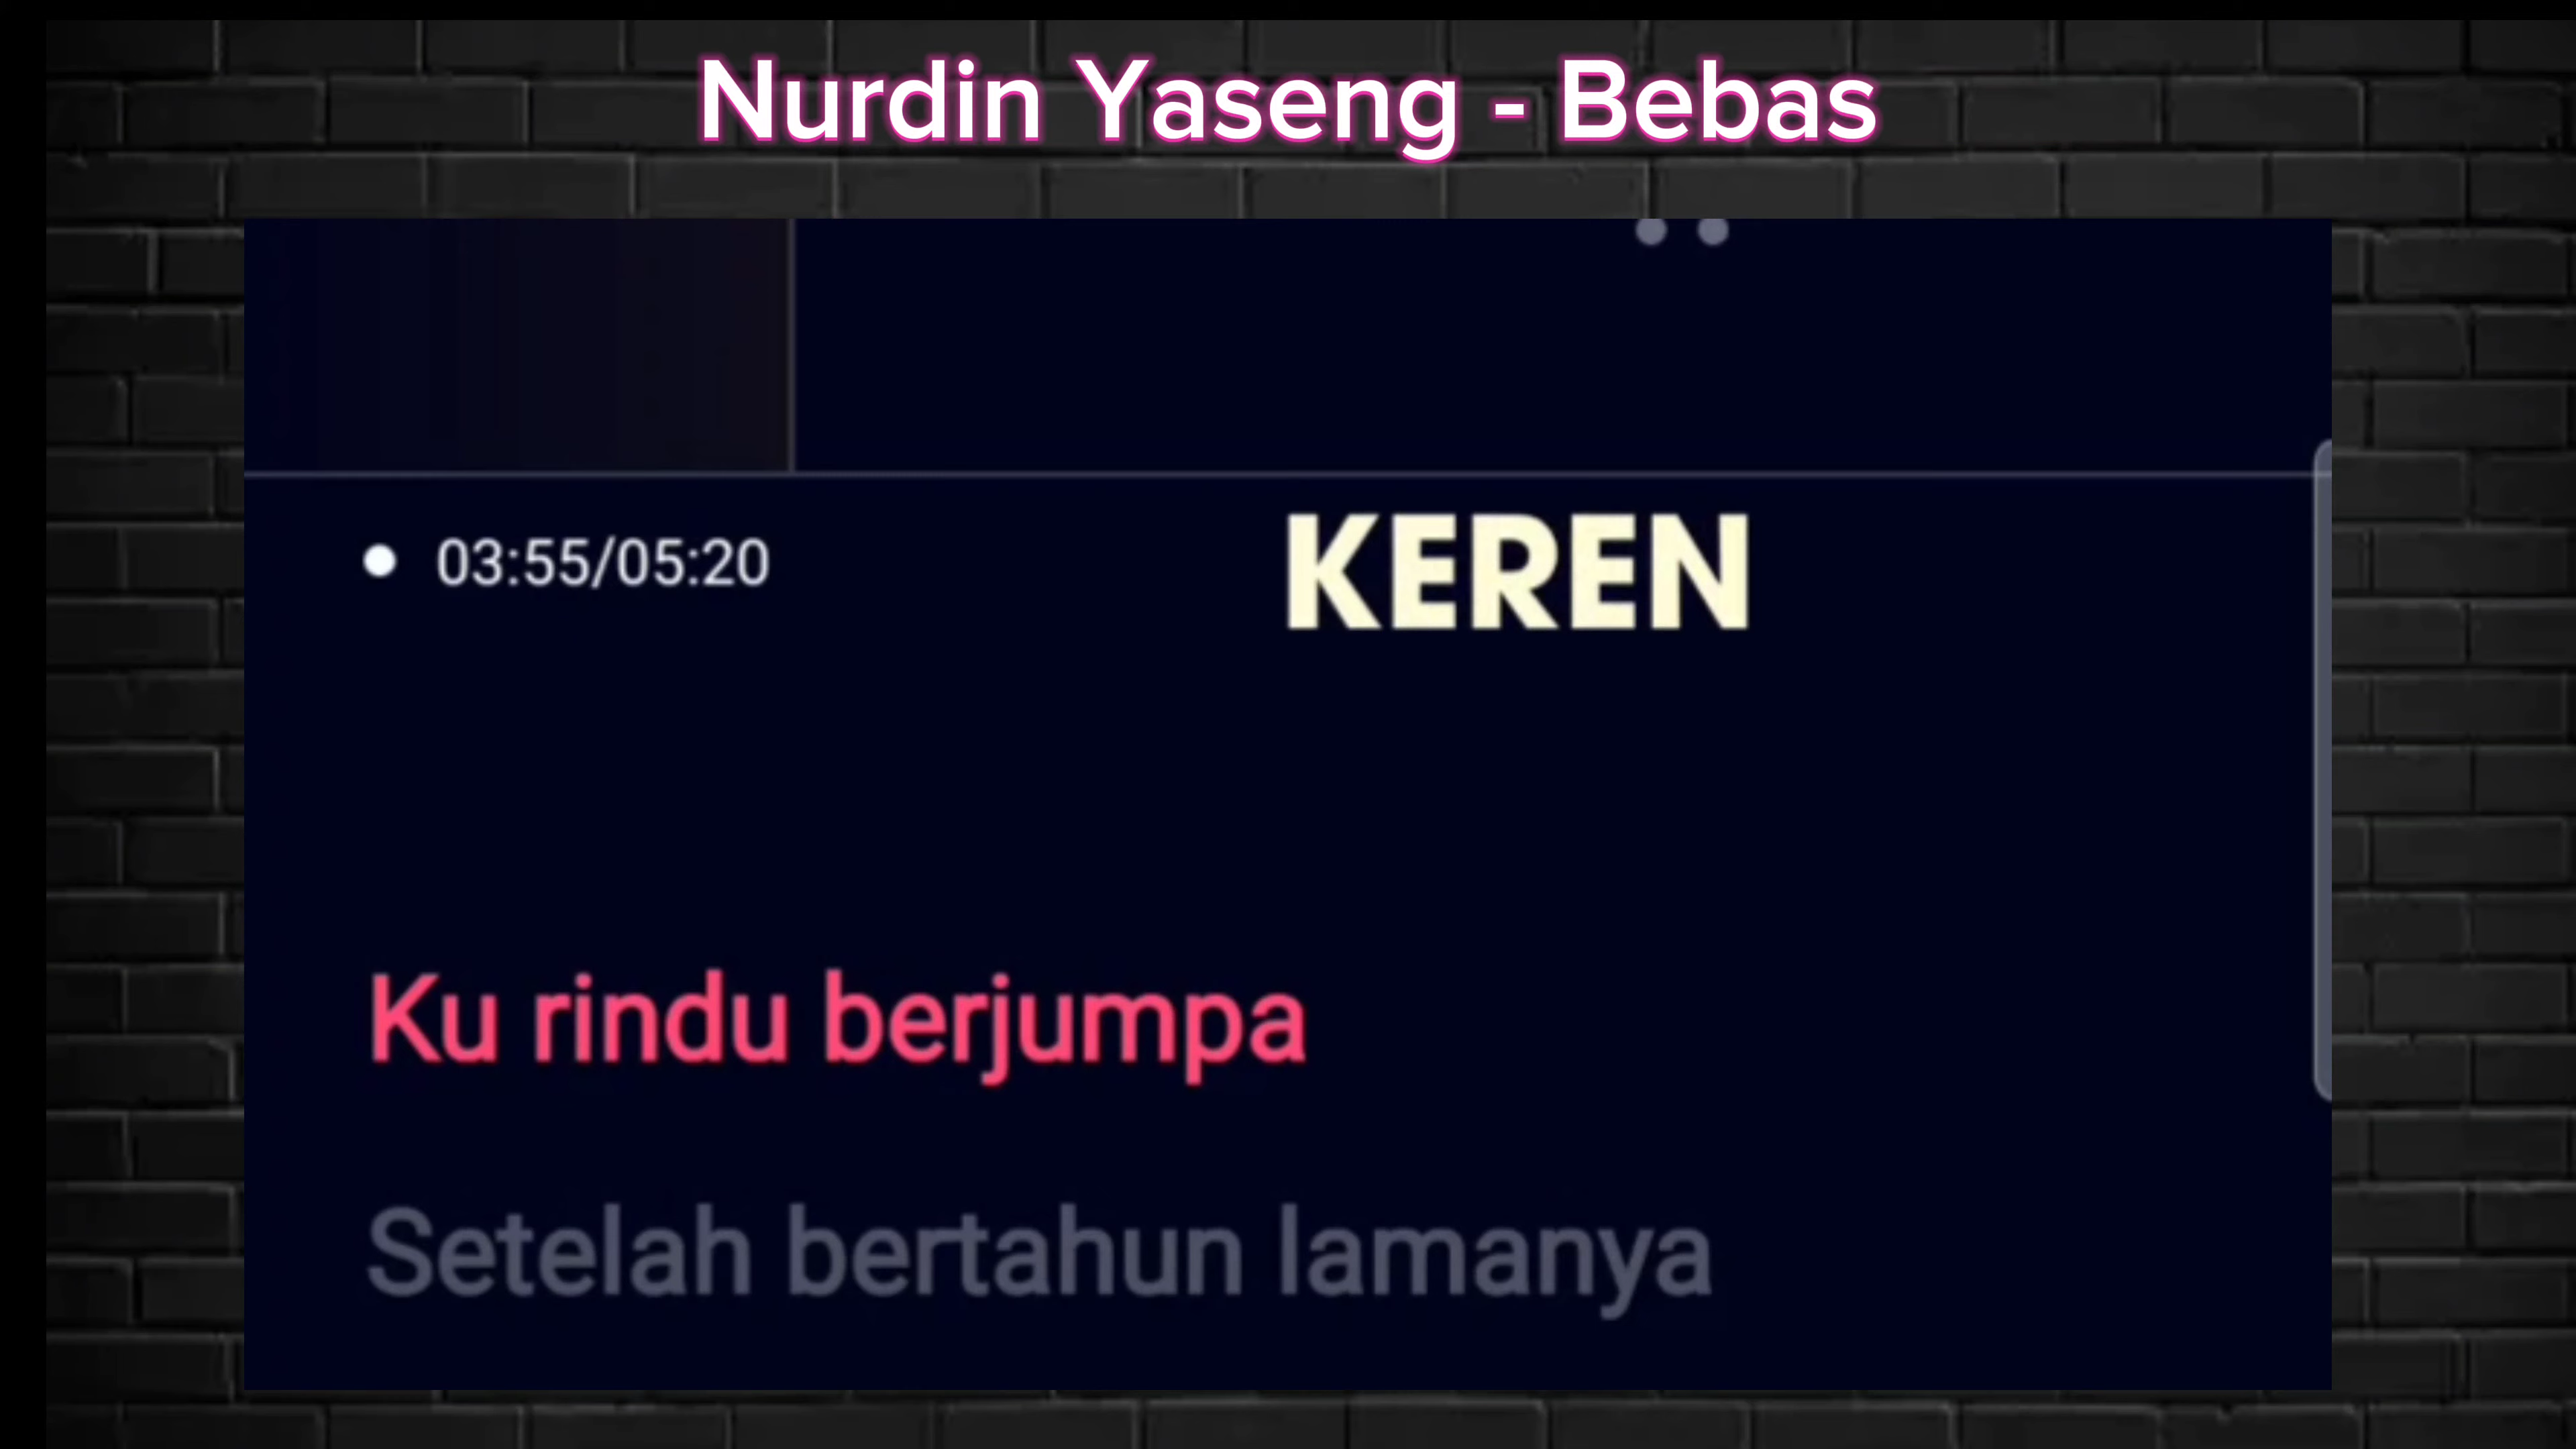 Nurdin Yaseng - Bebas
03:55/05:20
KEREN
Ku rindu berjumpa
Setelah bertahun lamanya